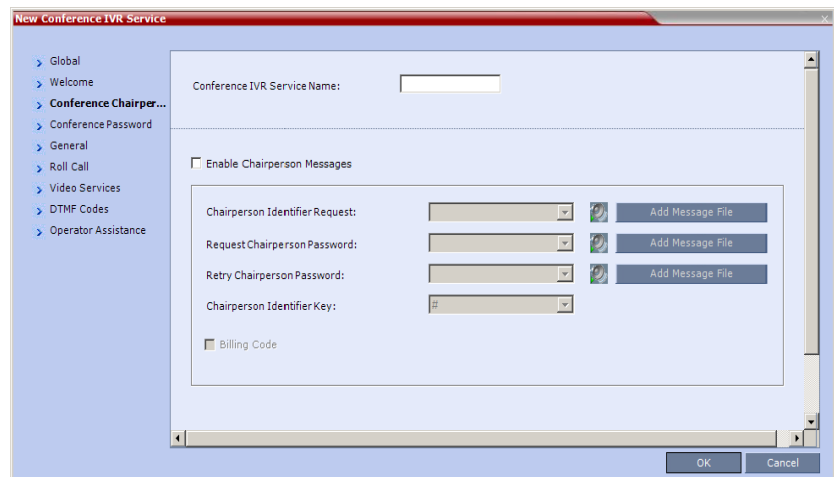 New Conference IVR Service
Global
Welcome
Conference Chairper...
Conference Password
General
Roll Call
Video Services
DTMF Codes
Operator Assistance
Conference IVR Service Name:
Enable Chairperson Messages
Chairperson Identifier Request:
Add Message File
Request Chairperson Password:
Add Message File
Retry Chairperson Password:
Add Message File
Chairperson Identifier Key:
#
Billing Code
OK
Cancel